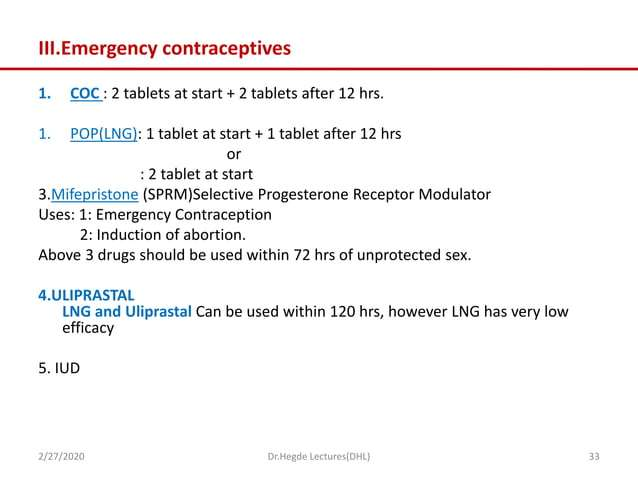 III.Emergency contraceptives
1. COC : 2 tablets at start + 2 tablets after 12 hrs.
1. POP(LNG): 1 tablet at start + 1 tablet after 12 hrs
or
: 2 tablet at start
3.Mifepristone (SPRM)Selective Progesterone Receptor Modulator
Uses: 1: Emergency Contraception
2: Induction of abortion.
Above 3 drugs should be used within 72 hrs of unprotected sex.
4.ULIPRASTAL
LNG and Uliprastal Can be used within 120 hrs, however LNG has very low
efficacy
5. IUD
2/27/2020 Dr.Hegde Lectures(DHL) 33